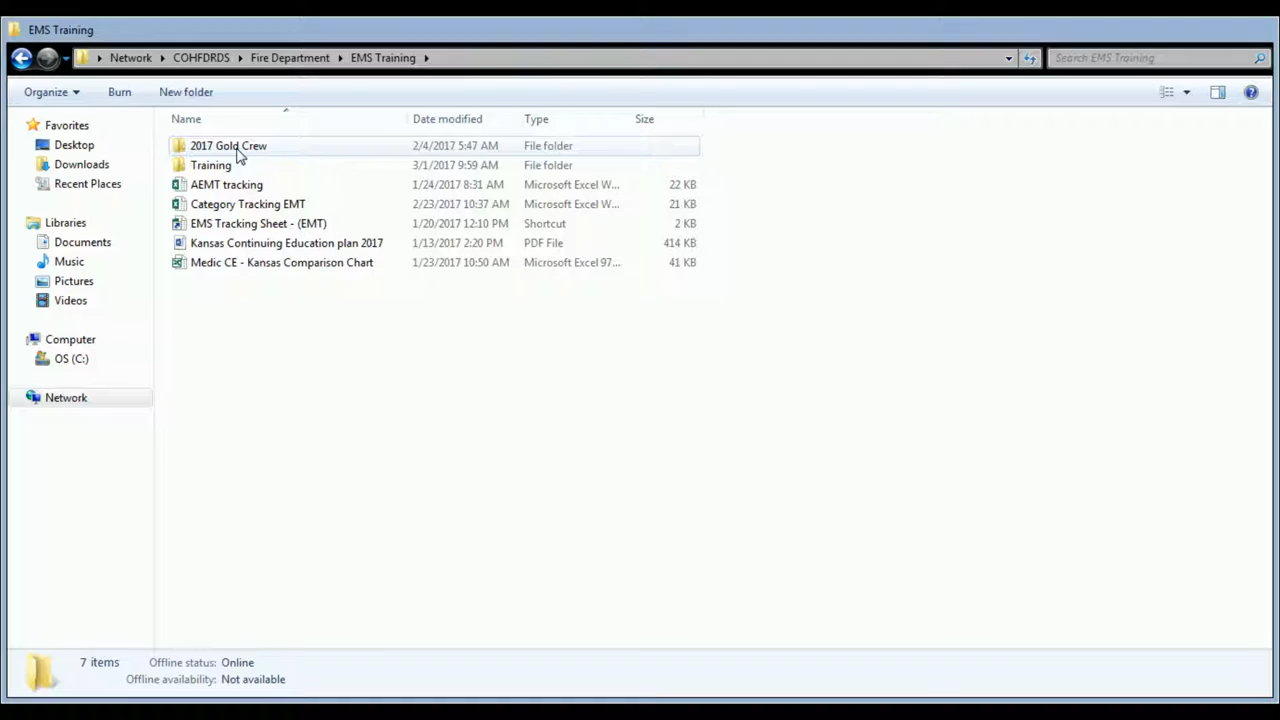 EMS Training
Network COHFDRDS Fire Department EMS Training Search EMS Training
Organize Burn New folder
Name Date modified Type Size
Favorites
Desktop
Downloads
Recent Places
Libraries
Documents
Music
Pictures
Videos
Computer
OS (C:)
Network
2017 Gold Crew 2/4/2017 5:47 AM File folder
Training 3/1/2017 9:59 AM File folder
AEMT tracking 1/24/2017 8:31 AM Microsoft Excel W... 22 KB
Category Tracking EMT 2/23/2017 10:37 AM Microsoft Excel W... 21 KB
EMS Tracking Sheet - (EMT) 1/20/2017 12:10 PM Shortcut 2 KB
Kansas Continuing Education plan 2017 1/13/2017 2:20 PM PDF File 414 KB
Medic CE - Kansas Comparison Chart 1/23/2017 10:50 AM Microsoft Excel 97... 41 KB
7 items Offline status: Online
Offline availability: Not available